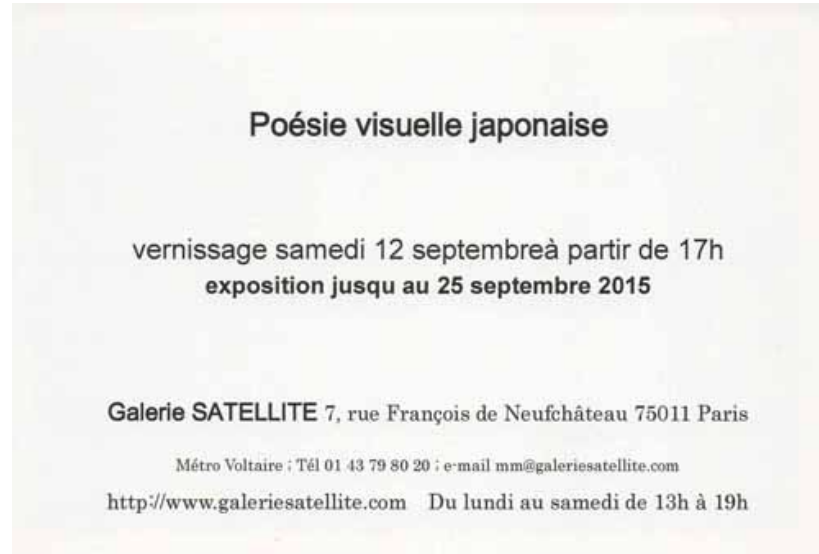 Poésie visuelle japonaise
vernissage samedi 12 septembreà partir de 17h
exposition jusqu au 25 septembre 2015
Galerie SATELLITE 7, rue François de Neufchâteau 75011 Paris
Métro Voltaire ; Tél 01 43 79 80 20 ; e-mail mm@galeriesatellite.com
http://www.galeriesatellite.com Du lundi au samedi de 13h à 19h